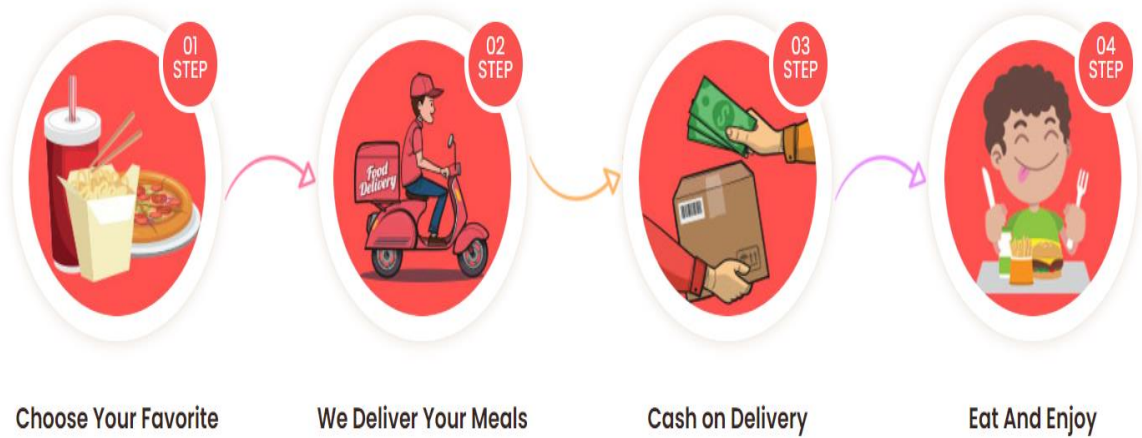 01
STEP
02
STEP
03
STEP
04
STEP
Food
Delivery
Choose Your Favorite
We Deliver Your Meals
Cash on Delivery
Eat And Enjoy